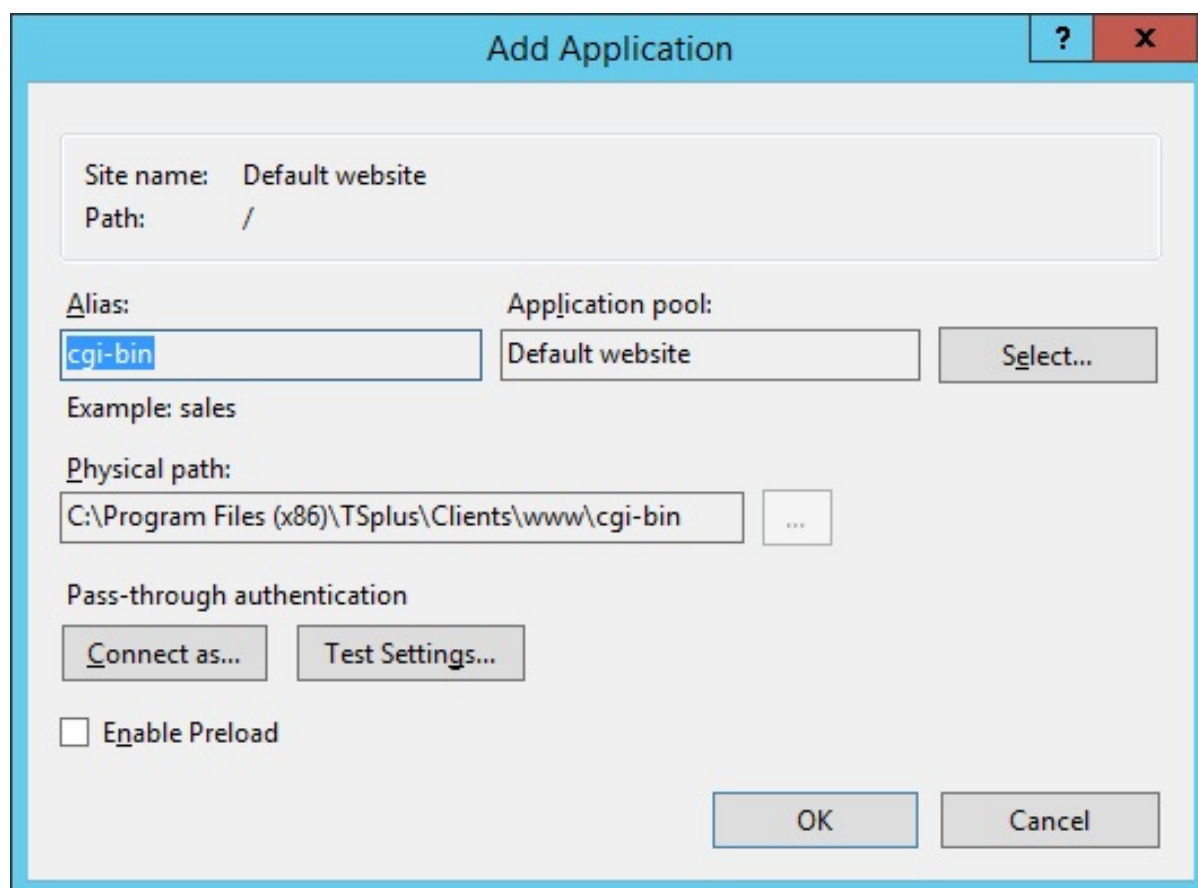 Add Application
?
x
Site name: Default website
Path: /
Alias:
Application pool:
cgi-bin
Default website
Select...
Example: sales
Physical path:
C:\Program Files (x86)\TSplus\Clients\www\cgi-bin
...
Pass-through authentication
Connect as...
Test Settings...
Enable Preload
OK
Cancel